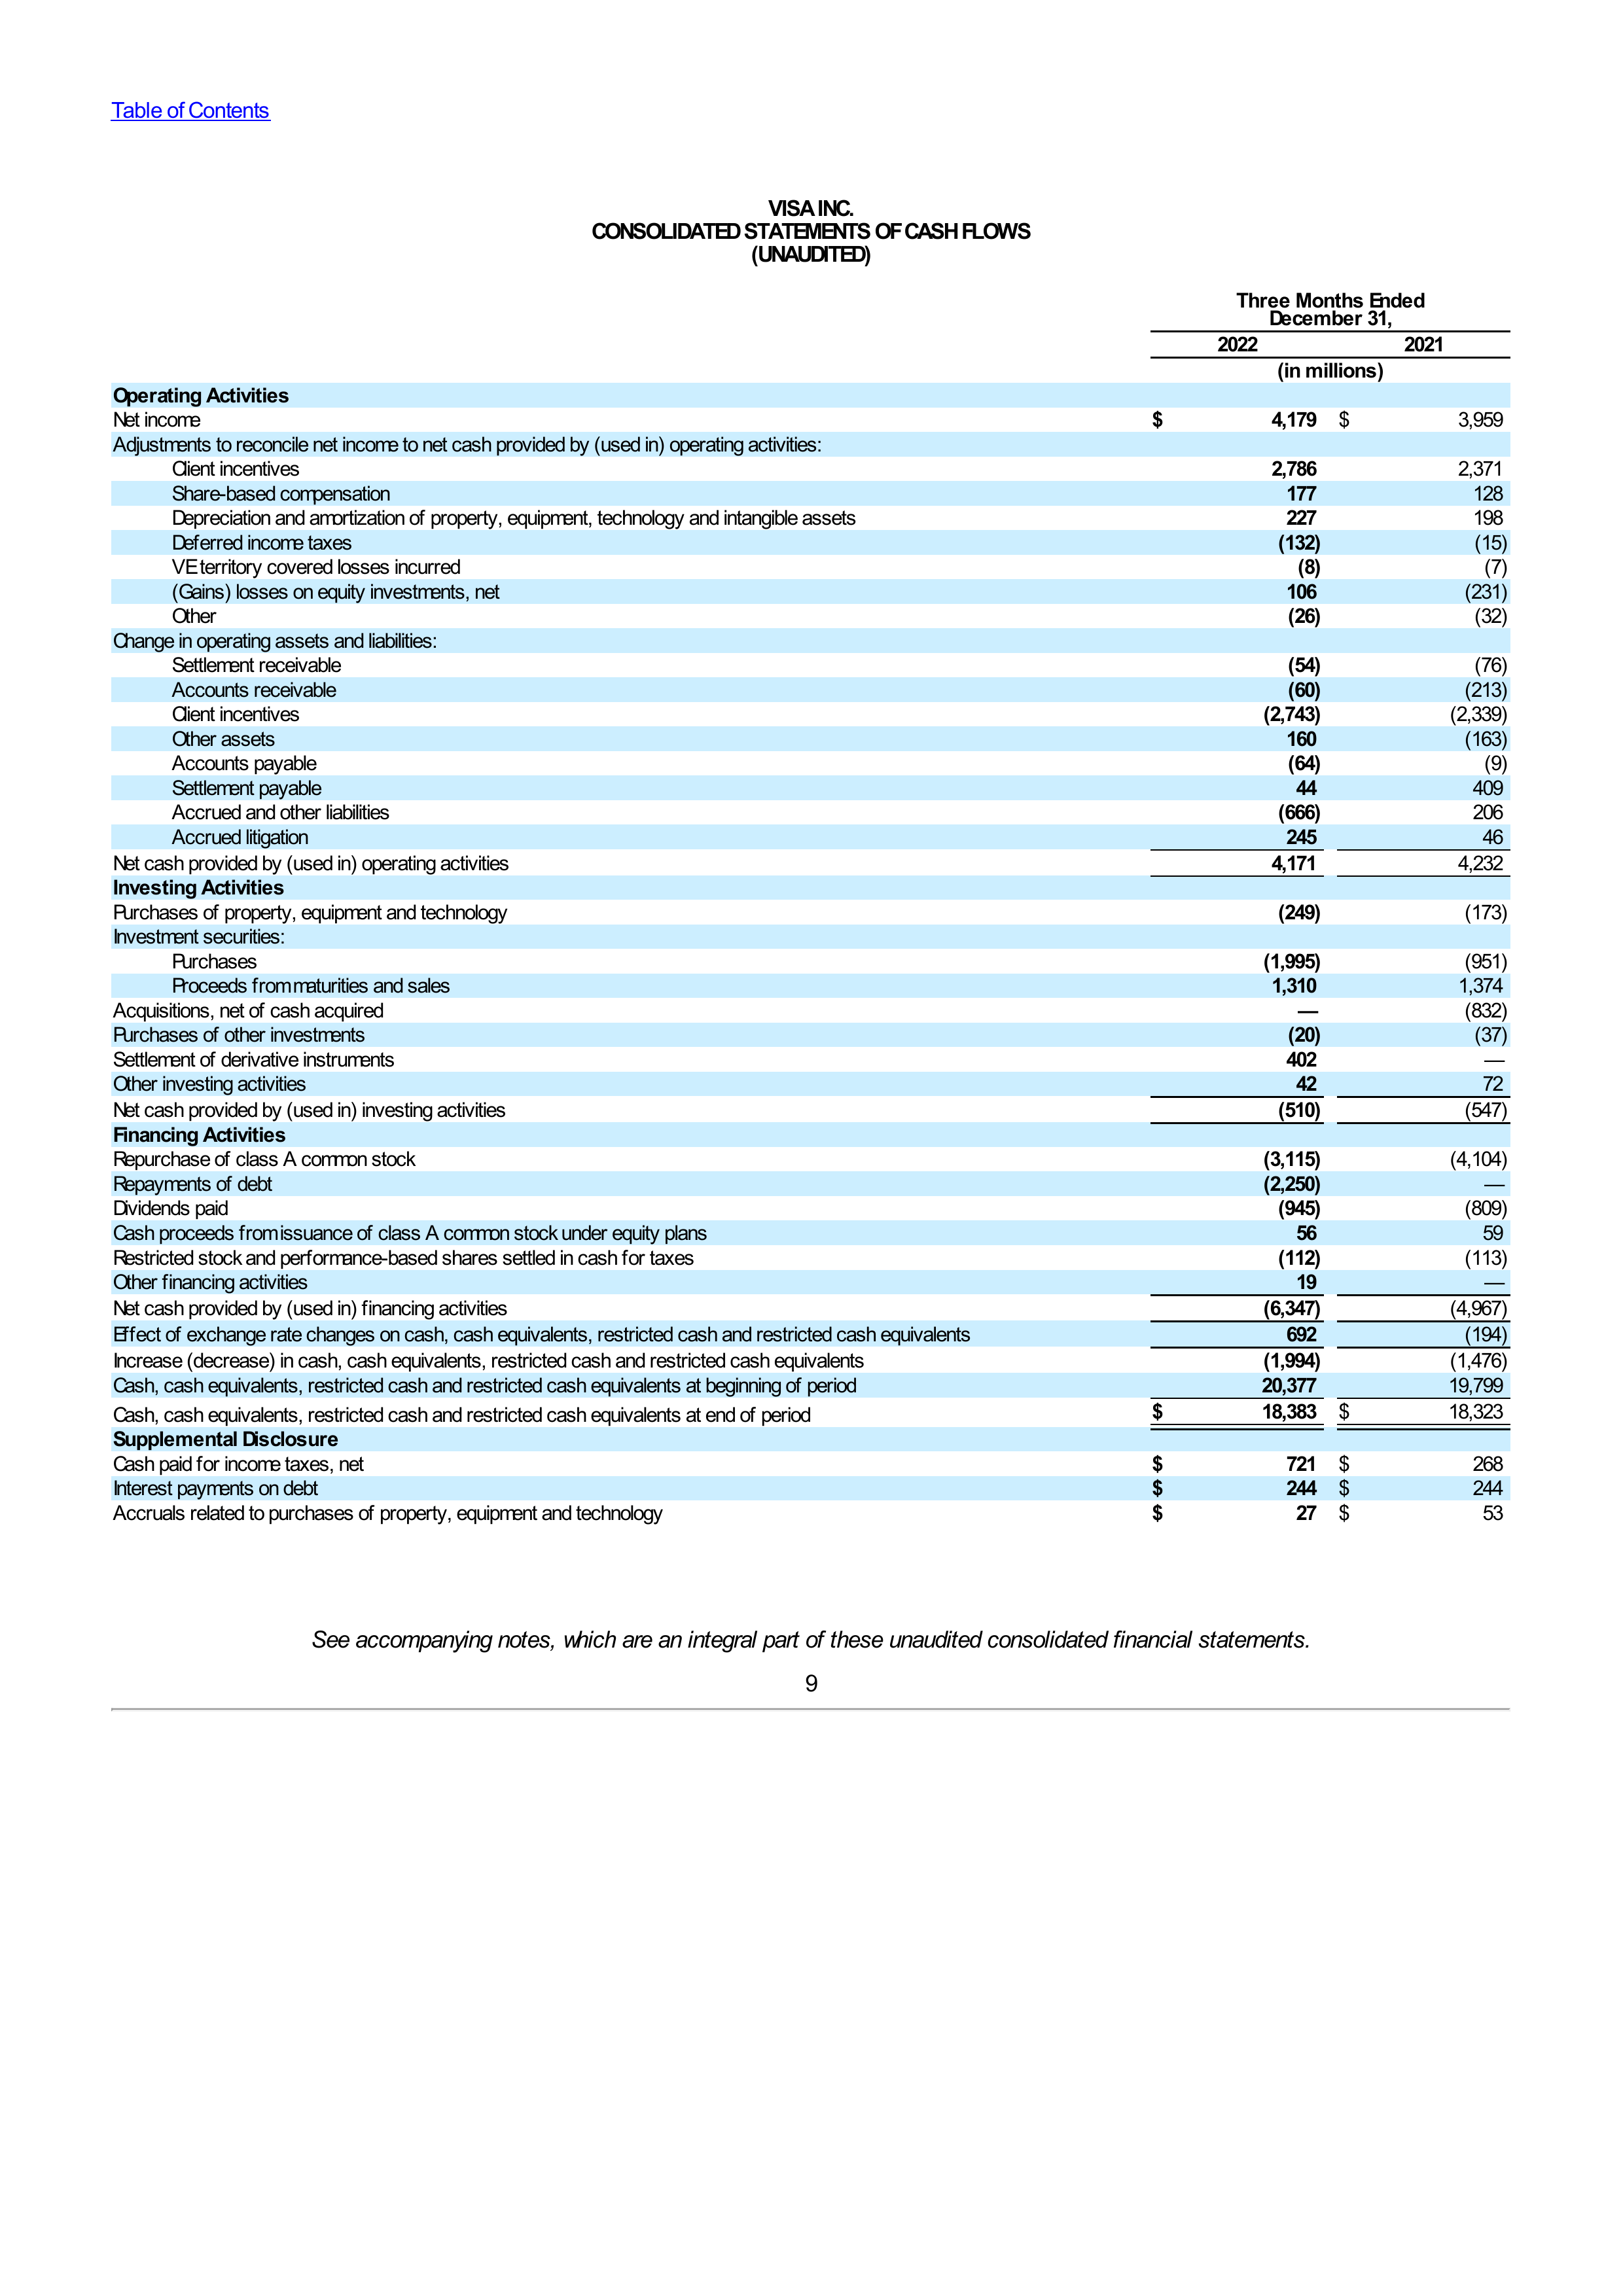 Table of Contents
VISA INC.
CONSOLIDATED STATEMENTS OF CASH FLOWS
(UNAUDITED)
Three Months Ended
December 31,
2022 2021
(in millions)
Operating Activities
Net income $ 4,179 $ 3,959
Adjustments to reconcile net income to net cash provided by (used in) operating activities:
Client incentives 2,786 2,371
Share-based compensation 177 128
Depreciation and amortization of property, equipment, technology and intangible assets 227 198
Deferred income taxes (132) (15)
VE territory covered losses incurred (8) (7)
(Gains) losses on equity investments, net 106 (231)
Other (26) (32)
Change in operating assets and liabilities:
Settlement receivable (54) (76)
Accounts receivable (60) (213)
Client incentives (2,743) (2,339)
Other assets 160 (163)
Accounts payable (64) (9)
Settlement payable 44 409
Accrued and other liabilities (666) 206
Accrued litigation 245 46
Net cash provided by (used in) operating activities 4,171 4,232
Investing Activities
Purchases of property, equipment and technology (249) (173)
Investment securities:
Purchases (1,995) (951)
Proceeds from maturities and sales 1,310 1,374
Acquisitions, net of cash acquired — (832)
Purchases of other investments (20) (37)
Settlement of derivative instruments 402 —
Other investing activities 42 72
Net cash provided by (used in) investing activities (510) (547)
Financing Activities
Repurchase of class A common stock (3,115) (4,104)
Repayments of debt (2,250) —
Dividends paid (945) (809)
Cash proceeds from issuance of class A common stock under equity plans 56 59
Restricted stock and performance-based shares settled in cash for taxes (112) (113)
Other financing activities 19 —
Net cash provided by (used in) financing activities (6,347) (4,967)
Effect of exchange rate changes on cash, cash equivalents, restricted cash and restricted cash equivalents 692 (194)
Increase (decrease) in cash, cash equivalents, restricted cash and restricted cash equivalents (1,994) (1,476)
Cash, cash equivalents, restricted cash and restricted cash equivalents at beginning of period 20,377 19,799
Cash, cash equivalents, restricted cash and restricted cash equivalents at end of period $ 18,383 $ 18,323
Supplemental Disclosure
Cash paid for income taxes, net $ 721 $ 268
Interest payments on debt $ 244 $ 244
Accruals related to purchases of property, equipment and technology $ 27 $ 53
See accompanying notes, which are an integral part of these unaudited consolidated financial statements.
9